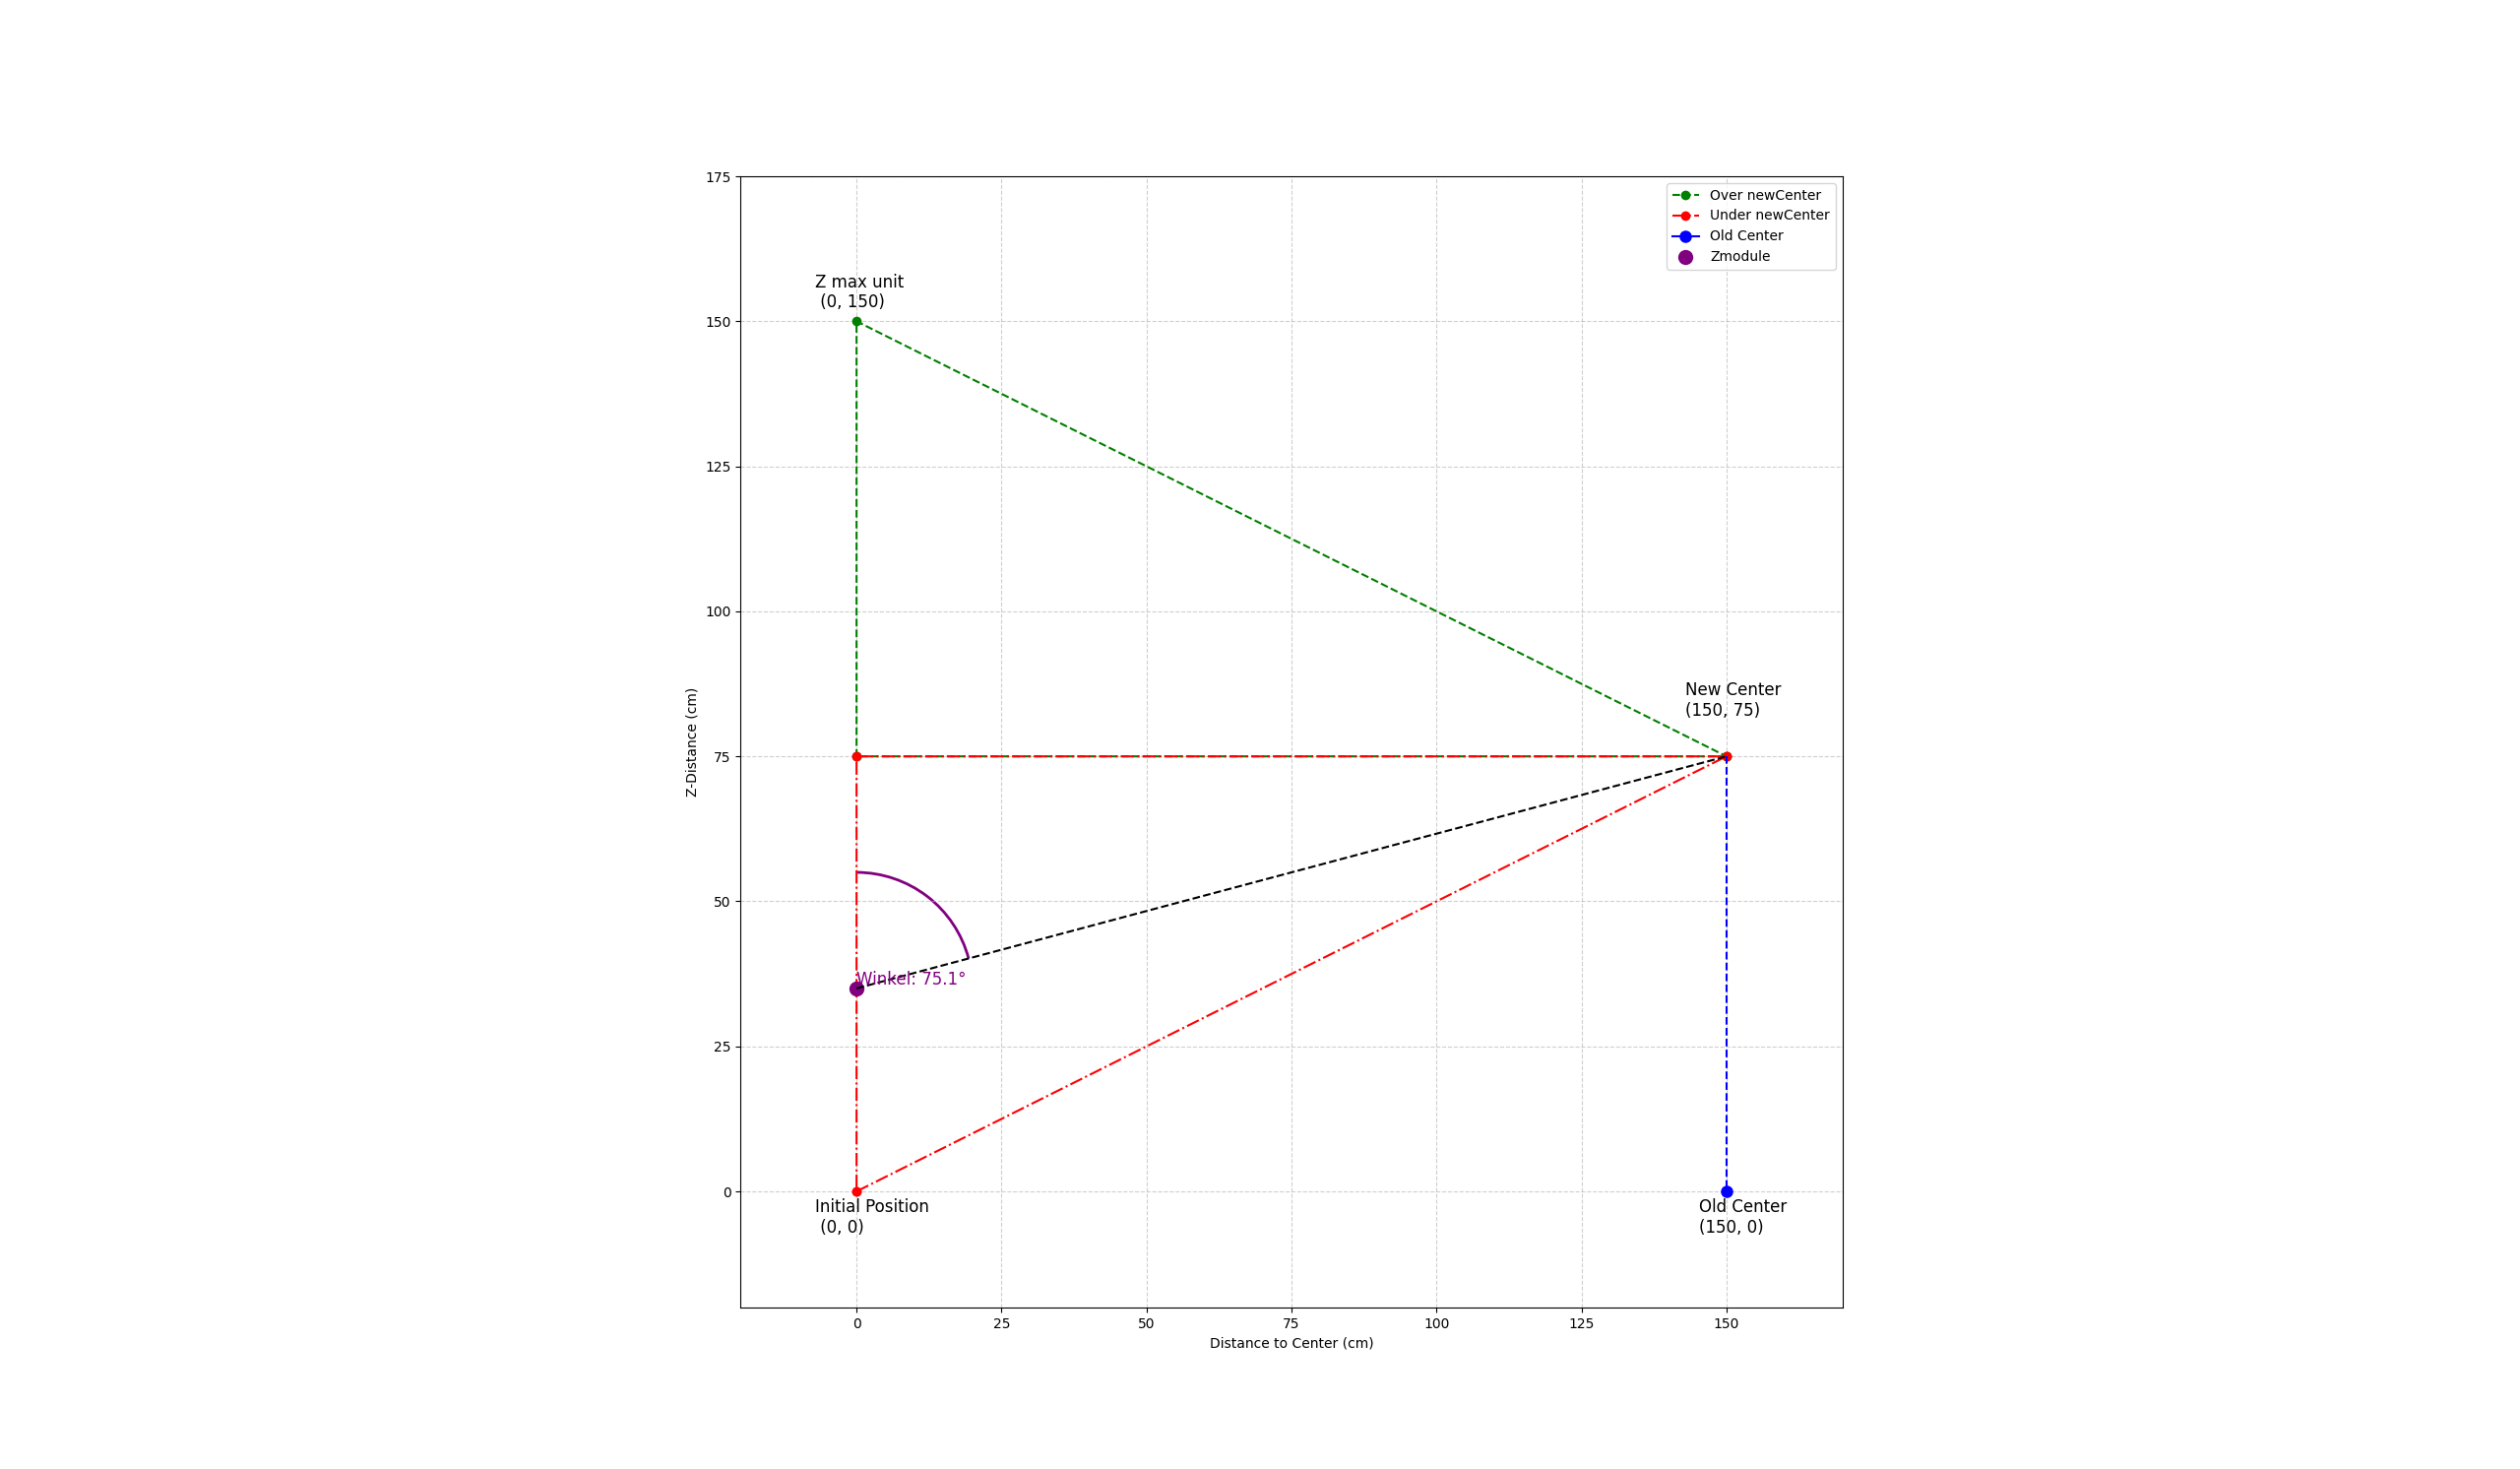 175
150
125
100
75
50
25
0
Z-Distance (cm)
Over newCenter
Under newCenter
Old Center
Zmodule
Z max unit
(0, 150)
New Center
(150, 75)
Winkel: 75.1°
Initial Position
(0, 0)
Old Center
(150, 0)
0
25
50
75
100
125
150
Distance to Center (cm)